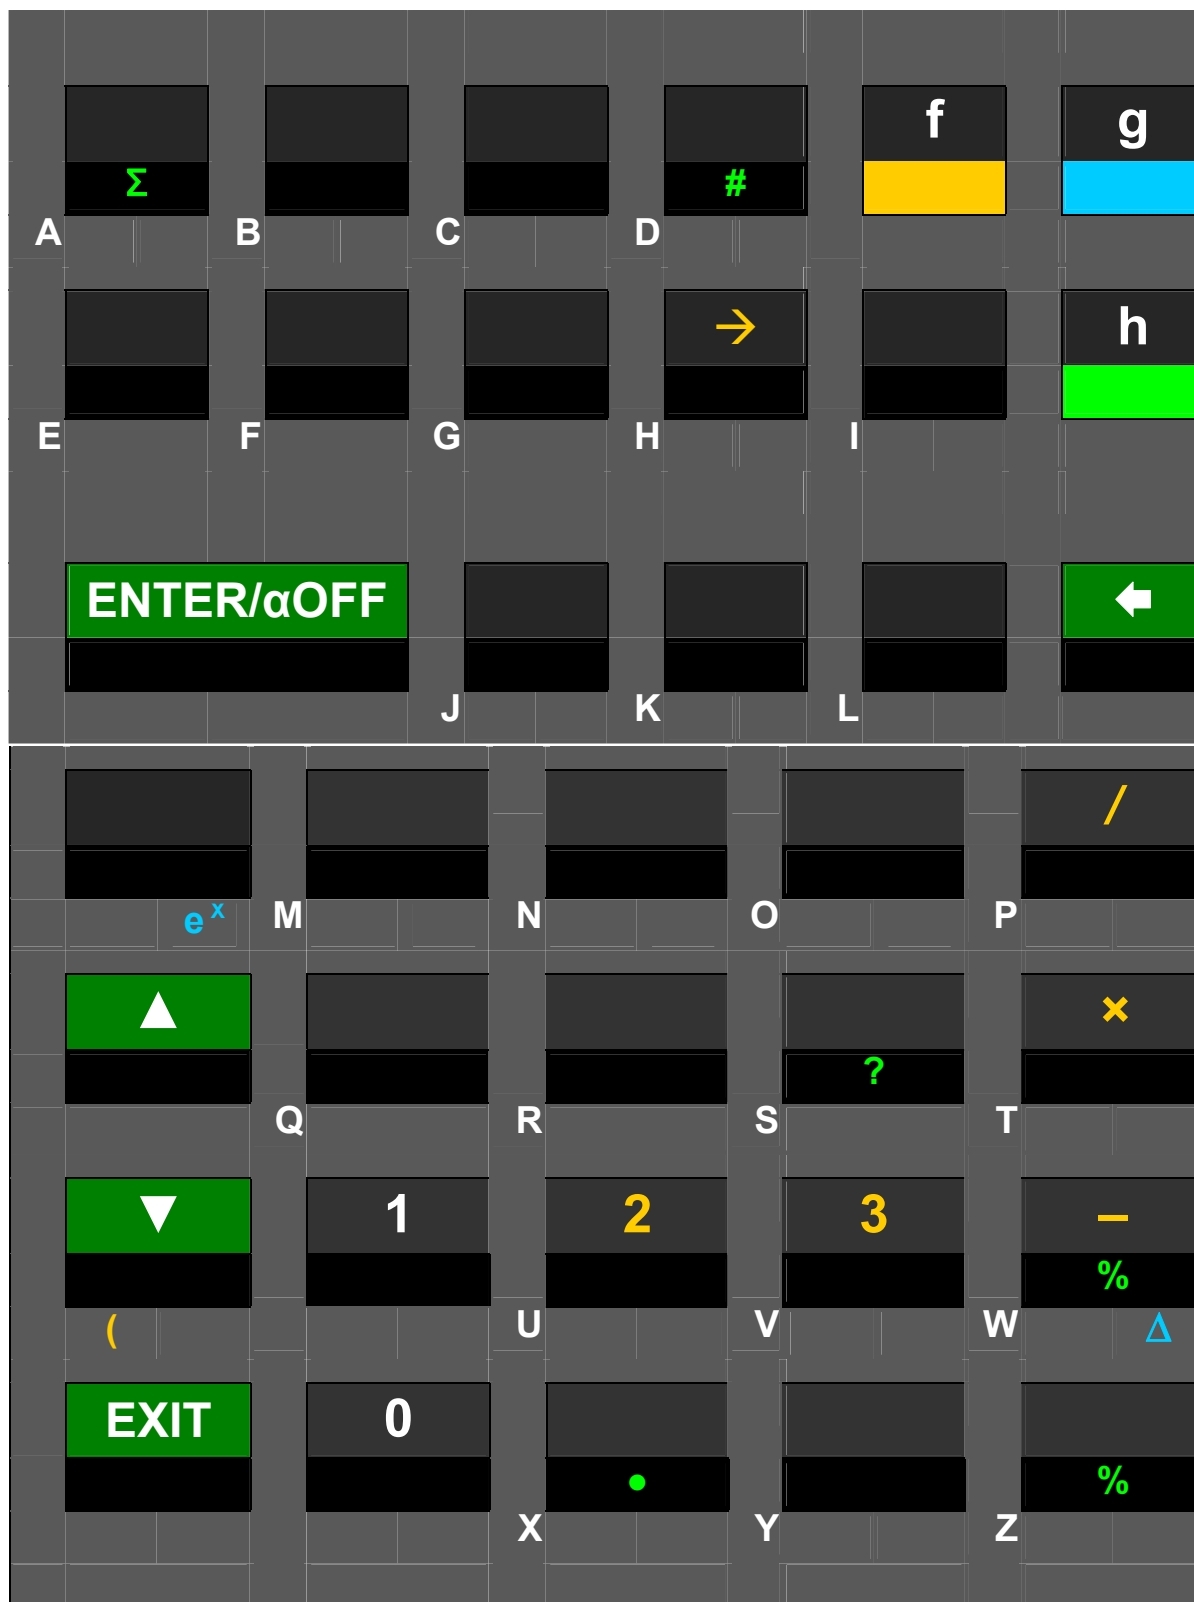 f g
Σ #
A B C D
→ h
E F G H I
ENTER/αOFF 🡄
J K L
/
eˣ M N O P
▲ ×
?
Q R S T
▼ 1 2 3 –
%
( U V W Δ
EXIT 0
● %
X Y Z